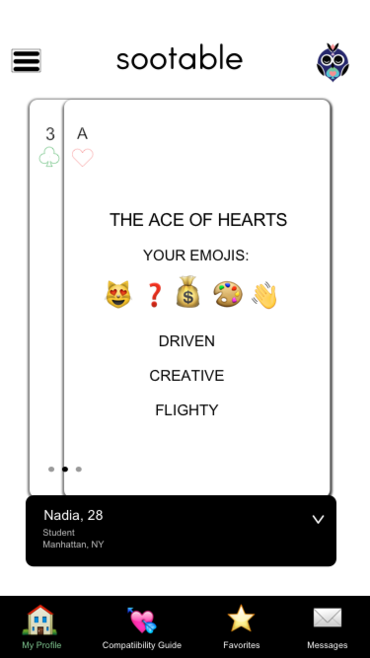 sootable
3
A
THE ACE OF HEARTS
YOUR EMOJIS:
DRIVEN
CREATIVE
FLIGHTY
Nadia, 28
Student
Manhattan, NY
My Profile
Compatiibility Guide
Favorites
Messages